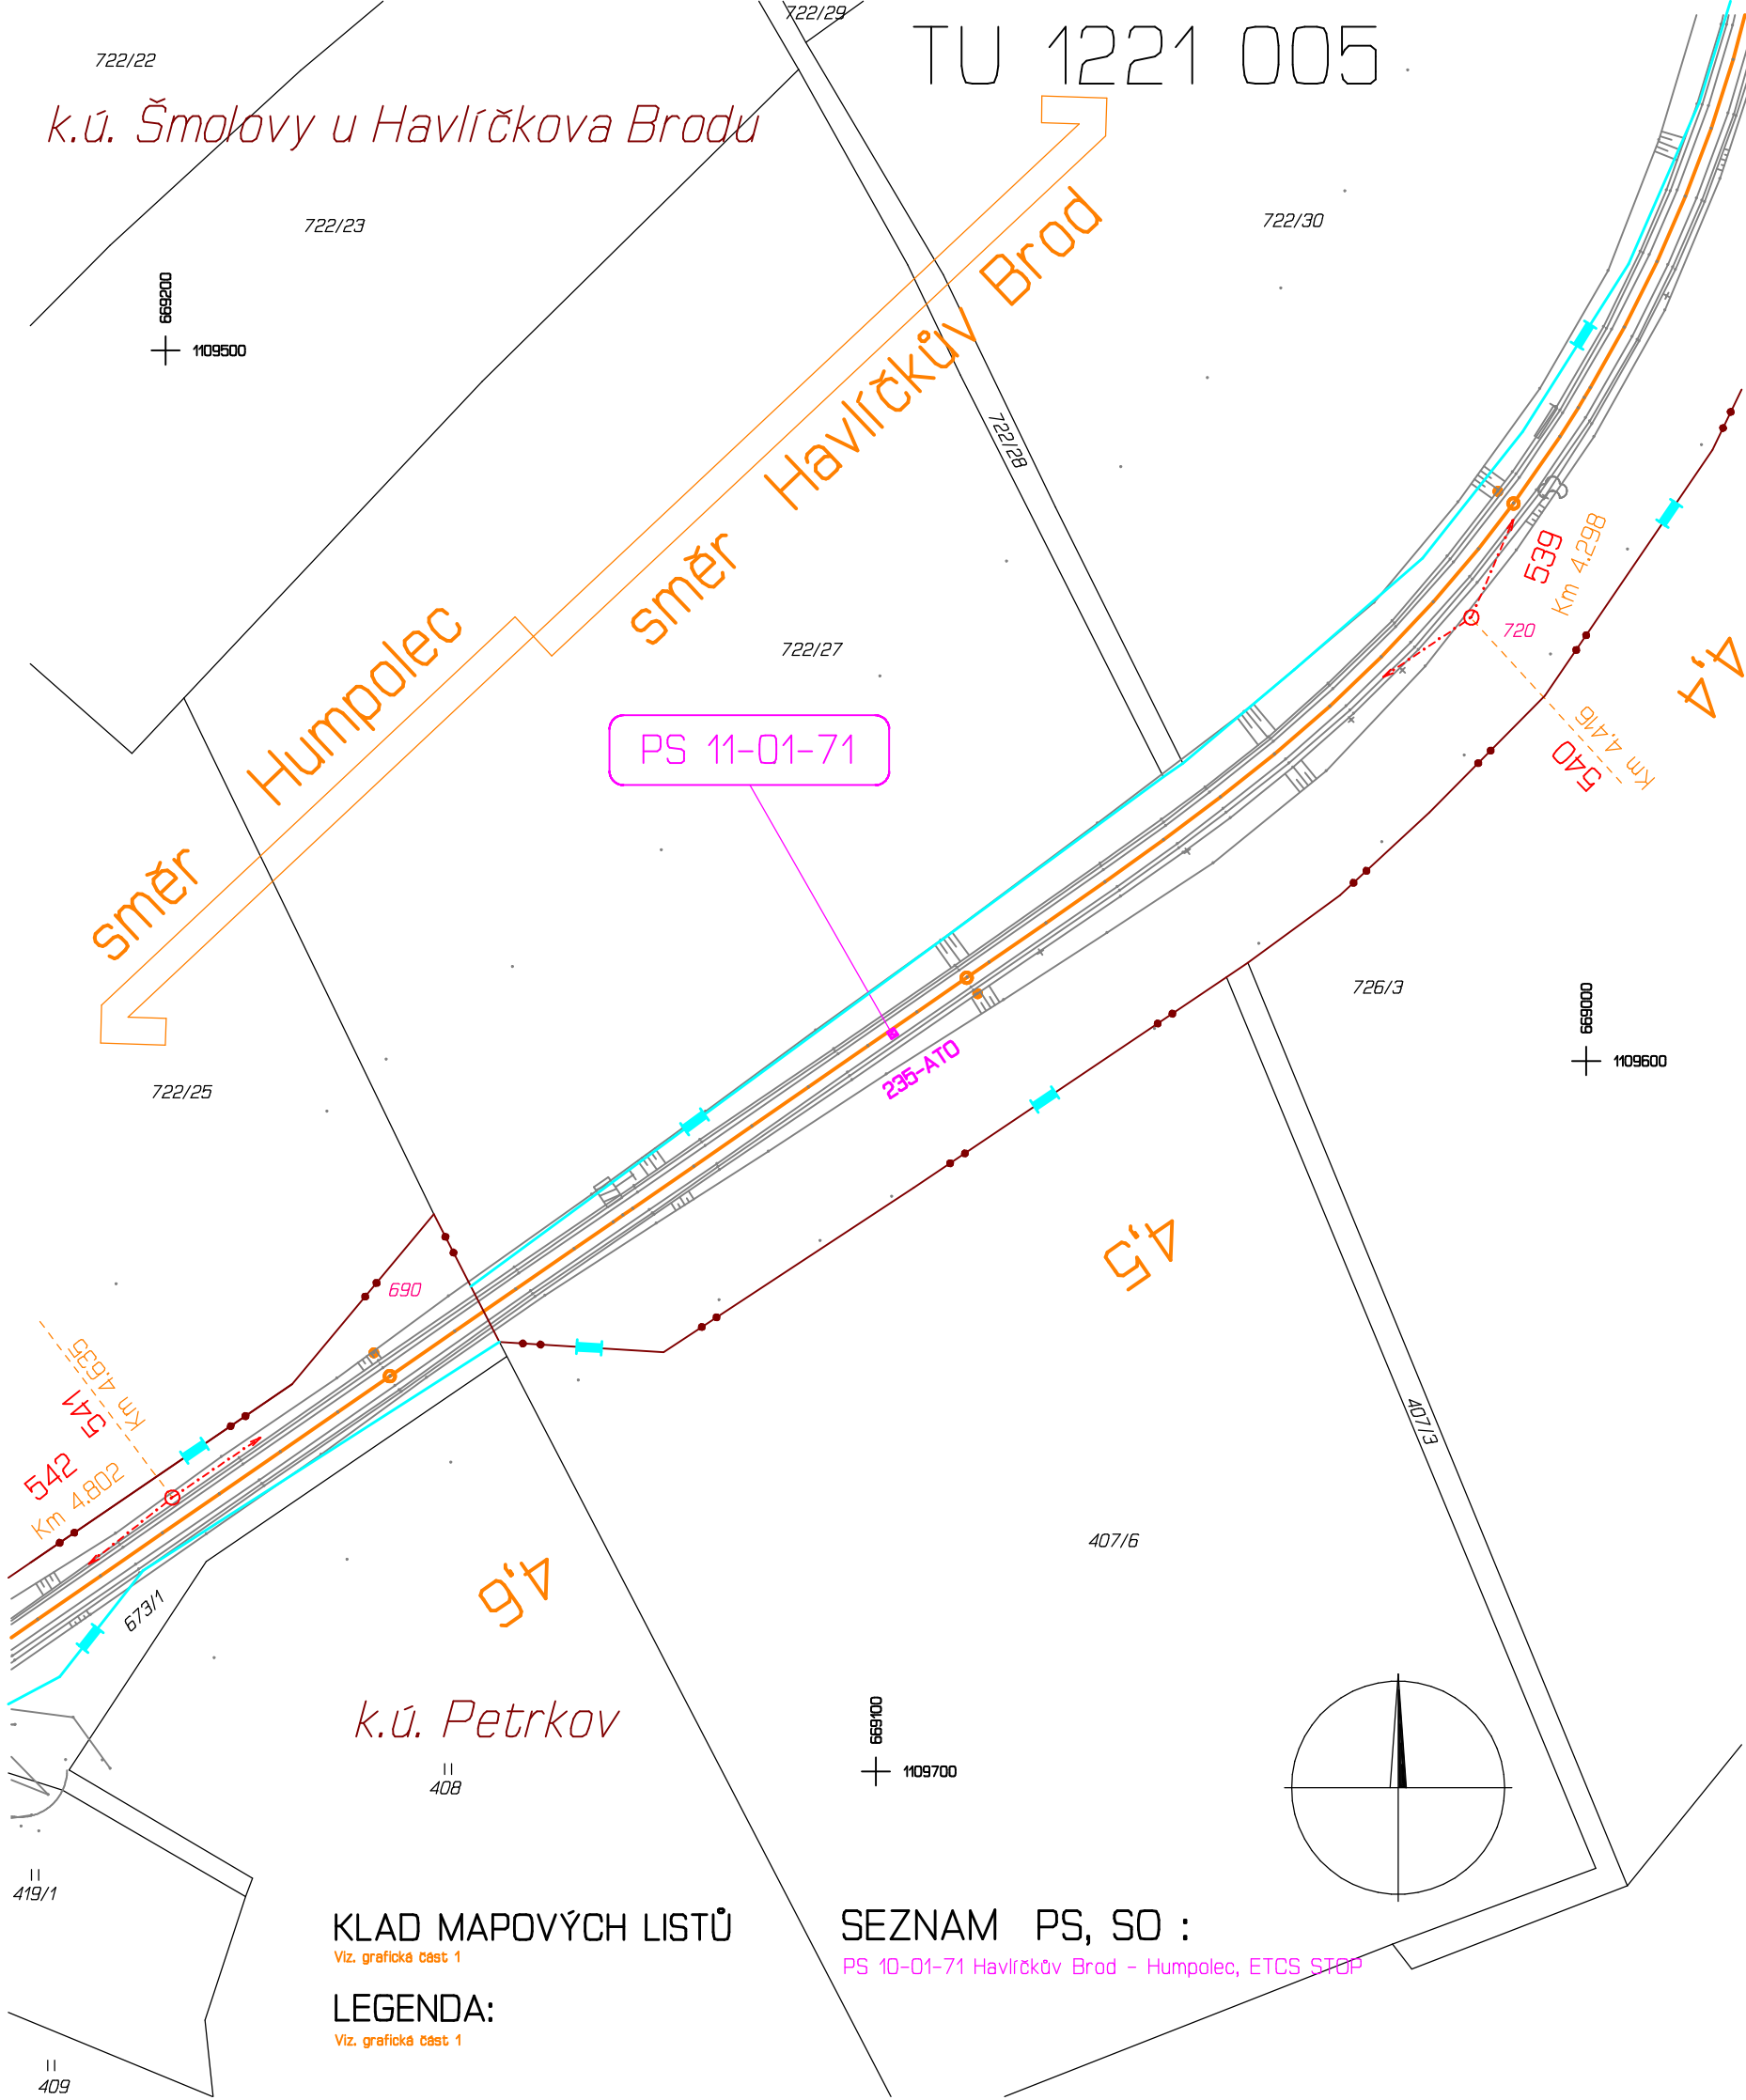 722/29
TU 1221 005
722/22
k.ú. Šmolovy u Havlíčkova Brodu
722/23
722/30
669200
1109500
směr Havlíčkův Brod
722/28
539
Km 4.298
720
4,4
Km 4.416
540
722/27
směr Humpolec
PS 11-01-71
726/3
669000
1109600
235-ATO
722/25
4,5
690
Km 4.635
541
542
Km 4.802
407/3
407/6
4,6
673/1
k.ú. Petrkov
408
669100
1109700
419/1
KLAD MAPOVÝCH LISTŮ
Viz. grafická část 1
SEZNAM PS, SO :
PS 10-01-71 Havlíčkův Brod - Humpolec, ETCS STOP
LEGENDA:
Viz. grafická část 1
409